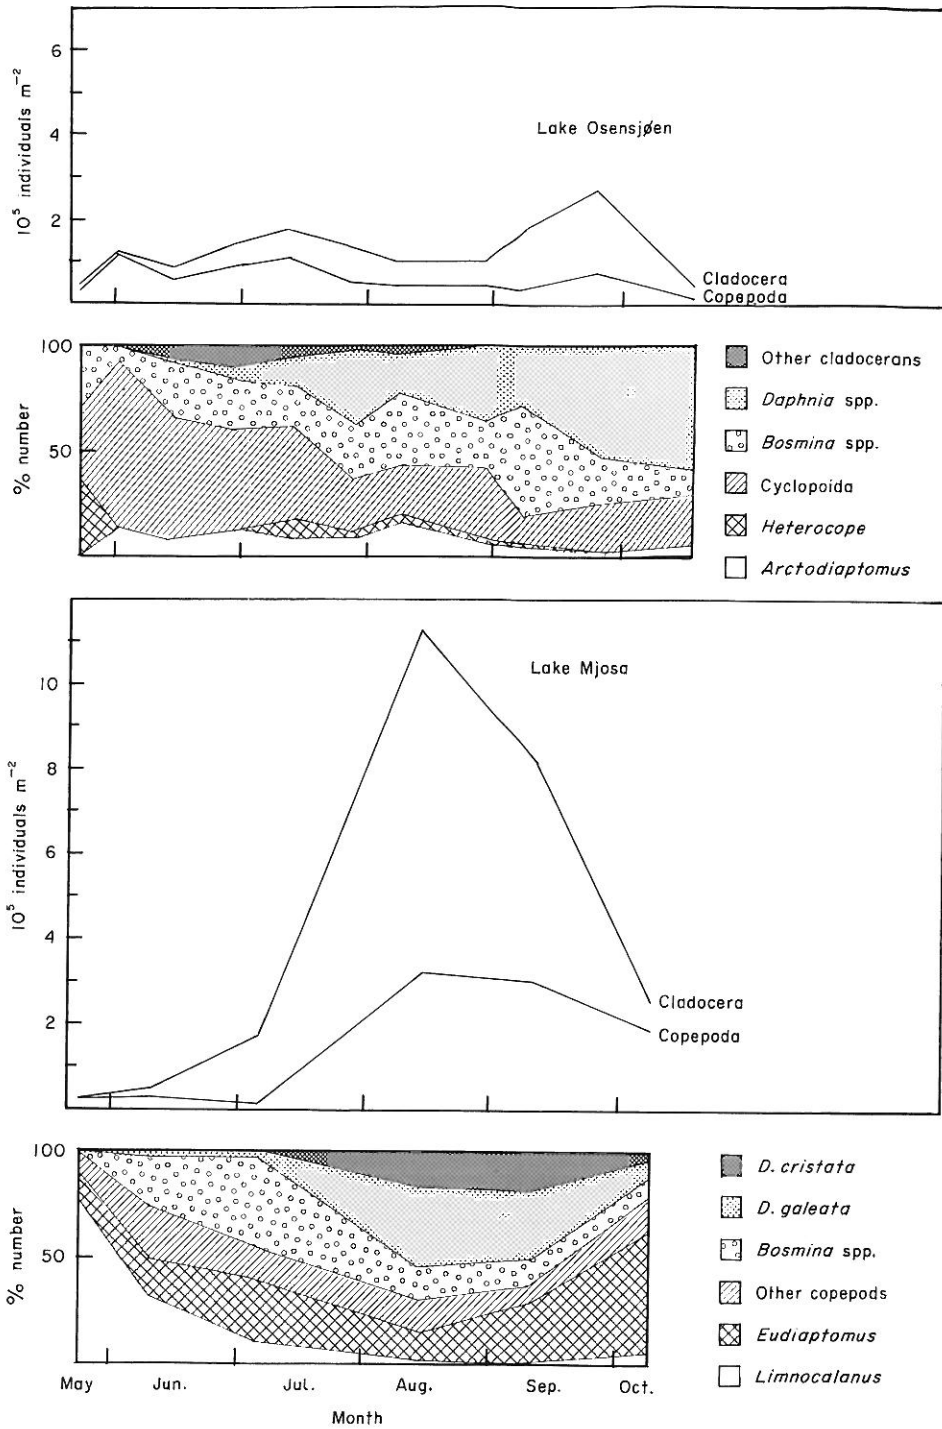 6
4
2
10⁵ individuals m⁻²
Lake Osensjøen
Cladocera
Copepoda
100
50
% number
Other cladocerans
Daphnia spp.
Bosmina spp.
Cyclopoida
Heterocope
Arctodiaptomus
10
8
6
4
2
10⁵ individuals m⁻²
Lake Mjosa
Cladocera
Copepoda
100
50
% number
D. cristata
D. galeata
Bosmina spp.
Other copepods
Eudiaptomus
Limnocalanus
May Jun. Jul. Aug. Sep. Oct.
Month